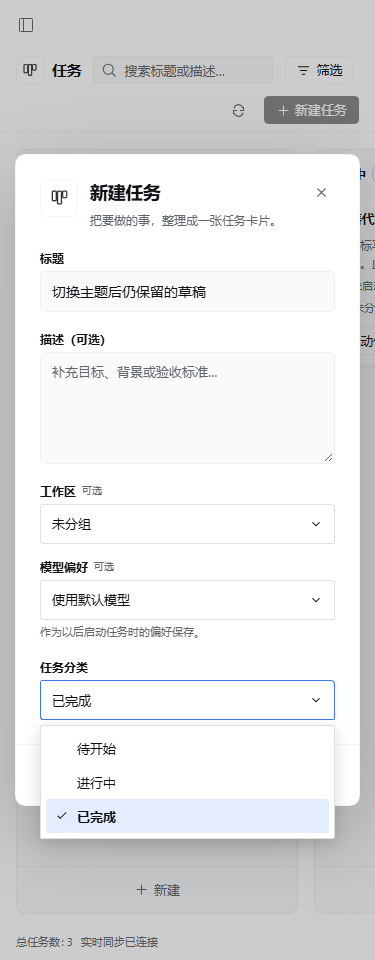 任务
搜索标题或描述...
筛选
新建任务
中
新建任务
把要做的事，整理成一张任务卡片。
标题
切换主题后仍保留的草稿
描述（可选）
补充目标、背景或验收标准...
工作区 可选
未分组
模型偏好 可选
使用默认模型
作为以后启动任务时的偏好保存。
任务分类
已完成
待开始
进行中
已完成
新建
总任务数: 3 实时同步已连接